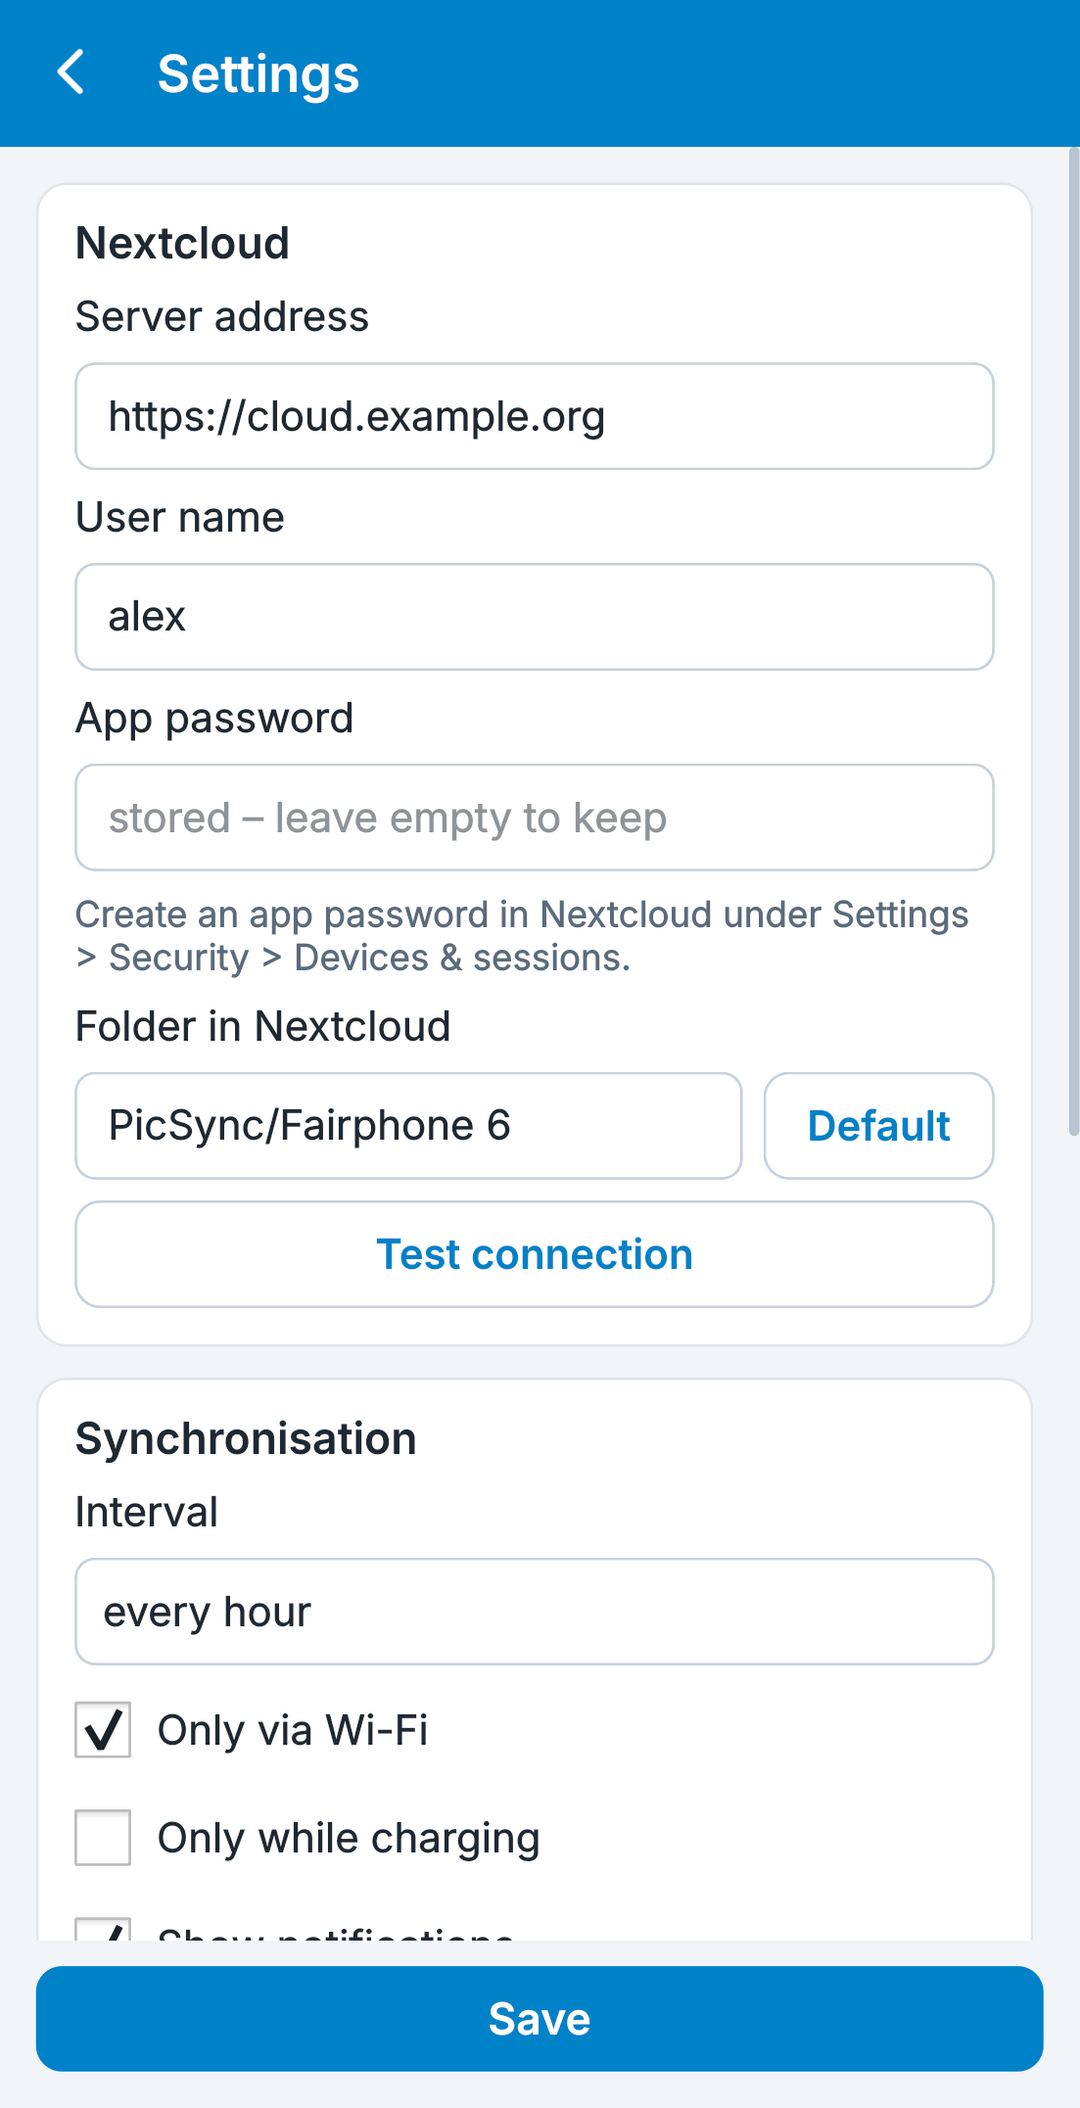 Settings
Nextcloud
Server address
https://cloud.example.org
User name
alex
App password
stored – leave empty to keep
Create an app password in Nextcloud under Settings
> Security > Devices & sessions.
Folder in Nextcloud
PicSync/Fairphone 6
Default
Test connection
Synchronisation
Interval
every hour
Only via Wi-Fi
Only while charging
Show notifications
Save